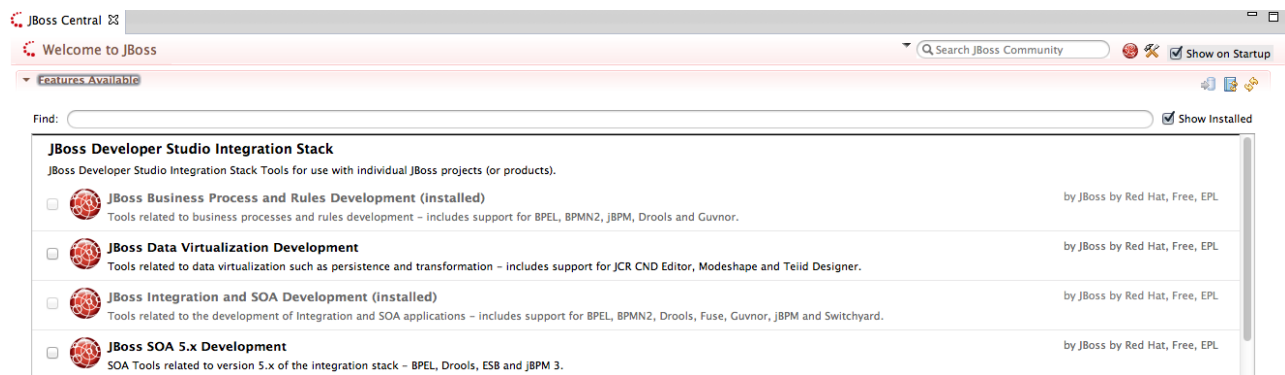 JBoss Central
Welcome to JBoss
Search JBoss Community
Show on Startup
Features Available
Find:
Show Installed
JBoss Developer Studio Integration Stack
JBoss Developer Studio Integration Stack Tools for use with individual JBoss projects (or products).
JBoss Business Process and Rules Development (installed)
by JBoss by Red Hat, Free, EPL
Tools related to business processes and rules development – includes support for BPEL, BPMN2, jBPM, Drools and Guvnor.
JBoss Data Virtualization Development
by JBoss by Red Hat, Free, EPL
Tools related to data virtualization such as persistence and transformation – includes support for JCR CND Editor, Modeshape and Teiid Designer.
JBoss Integration and SOA Development (installed)
by JBoss by Red Hat, Free, EPL
Tools related to the development of Integration and SOA applications – includes support for BPEL, BPMN2, Drools, Fuse, Guvnor, jBPM and Switchyard.
JBoss SOA 5.x Development
by JBoss by Red Hat, Free, EPL
SOA Tools related to version 5.x of the integration stack – BPEL, Drools, ESB and jBPM 3.